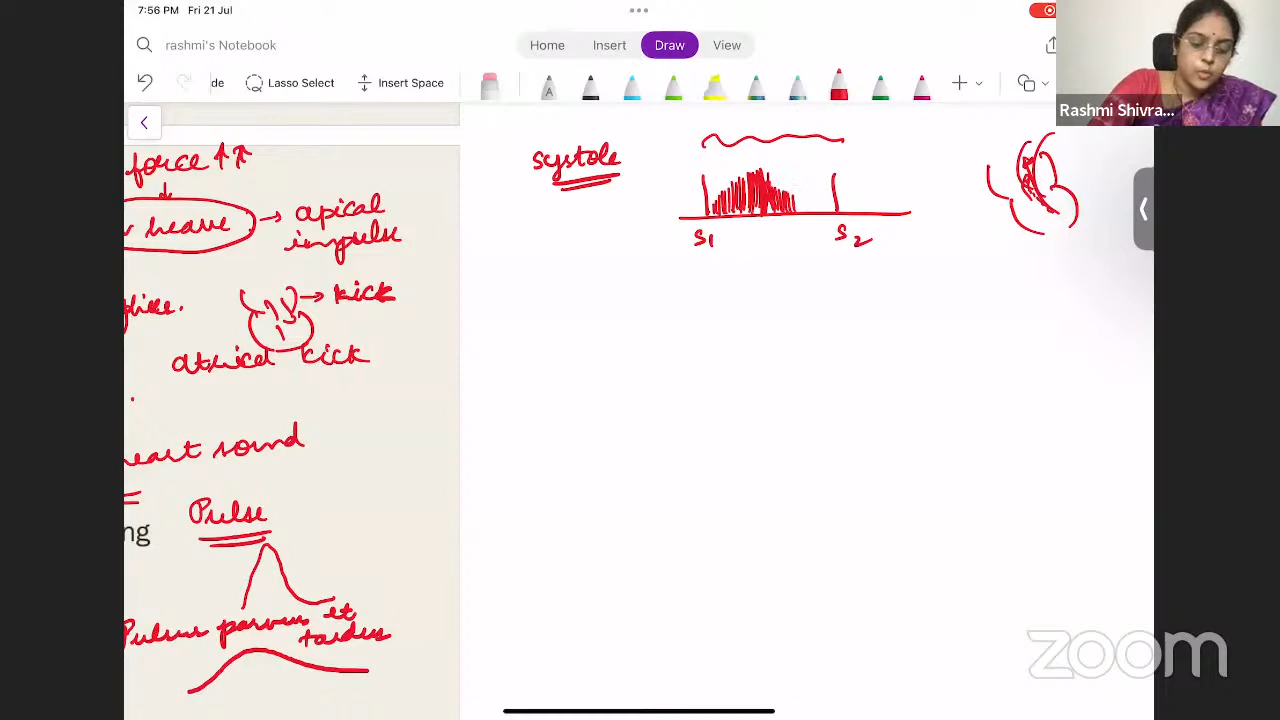 7:56 PM Fri 21 Jul
rashmi's Notebook
Home Insert Draw View
de Lasso Select Insert Space
A
Rashmi Shivra...
force ↑↑
heave → apical
impulse
→ kick
atrial kick
heart sound
ng
Pulse
Pulsus parvus et
tardus
systole
S1 S2
zoom